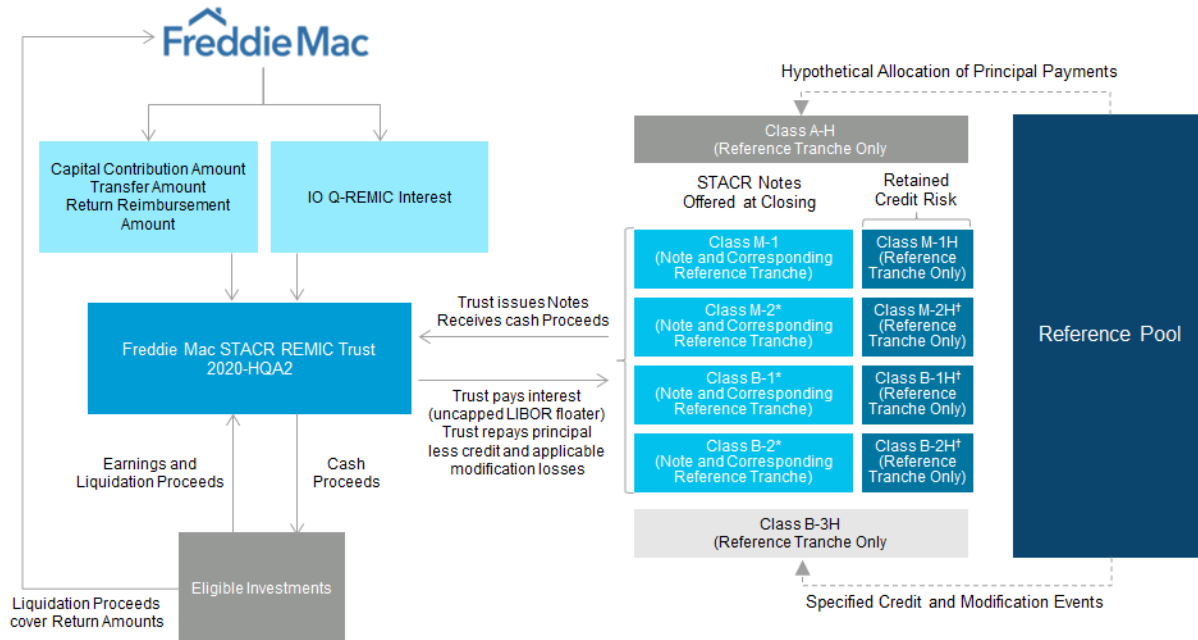 Freddie Mac
Capital Contribution Amount
Transfer Amount
Return Reimbursement
Amount
IO Q-REMIC Interest
Freddie Mac STACR REMIC Trust
2020-HQA2
Trust issues Notes
Receives cash Proceeds
Trust pays interest
(uncapped LIBOR floater)
Trust repays principal
less credit and applicable
modification losses
Earnings and
Liquidation Proceeds
Cash
Proceeds
Eligible Investments
Liquidation Proceeds
cover Return Amounts
Hypothetical Allocation of Principal Payments
Class A-H
(Reference Tranche Only
STACR Notes
Offered at Closing
Retained
Credit Risk
Class M-1
(Note and Corresponding
Reference Tranche)
Class M-1H
(Reference
Tranche Only)
Class M-2*
(Note and Corresponding
Reference Tranche)
Class M-2H†
(Reference
Tranche Only)
Class B-1*
(Note and Corresponding
Reference Tranche)
Class B-1H†
(Reference
Tranche Only)
Class B-2*
(Note and Corresponding
Reference Tranche)
Class B-2H†
(Reference
Tranche Only)
Class B-3H
(Reference Tranche Only
Reference Pool
Specified Credit and Modification Events